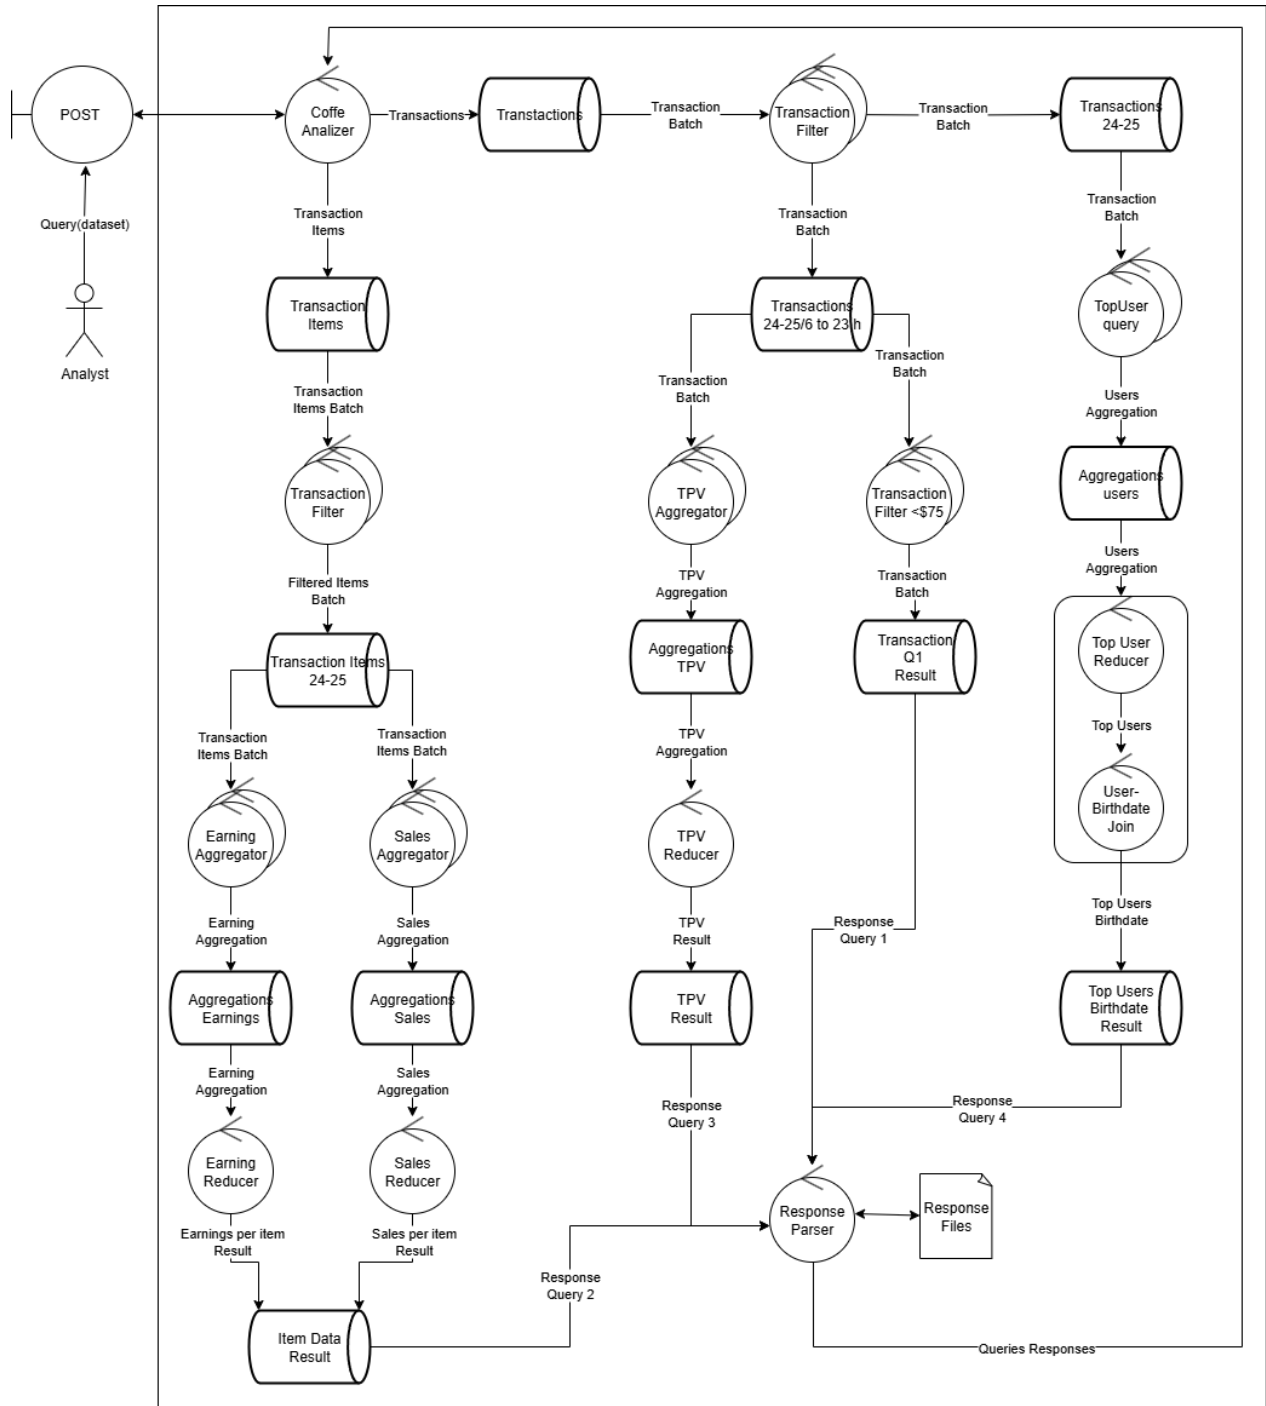 POST
Coffe
Analizer
Transactions
Transtactions
Transaction
Batch
Transaction
Filter
Transaction
Batch
Transactions
24-25
Query(dataset)
Analyst
Transaction
Items
Transaction
Batch
Transaction
Batch
Transaction
Items
Transactions
24-25/6 to 23 h
TopUser
query
Transaction
Items Batch
Transaction
Batch
Transaction
Batch
Users
Aggregation
Transaction
Filter
TPV
Aggregator
Transaction
Filter <$75
Aggregations
users
Filtered Items
Batch
TPV
Aggregation
Transaction
Batch
Users
Aggregation
Transaction Items
24-25
Aggregations
TPV
Transaction
Q1
Result
Top User
Reducer
Transaction
Items Batch
Transaction
Items Batch
TPV
Aggregation
Top Users
Earning
Aggregator
Sales
Aggregator
TPV
Reducer
User-
Birthdate
Join
Earning
Aggregation
Sales
Aggregation
TPV
Result
Response
Query 1
Top Users
Birthdate
Aggregations
Earnings
Aggregations
Sales
TPV
Result
Top Users
Birthdate
Result
Earning
Aggregation
Sales
Aggregation
Response
Query 3
Response
Query 4
Earning
Reducer
Sales
Reducer
Response
Parser
Response
Files
Earnings per item
Result
Sales per item
Result
Response
Query 2
Item Data
Result
Queries Responses